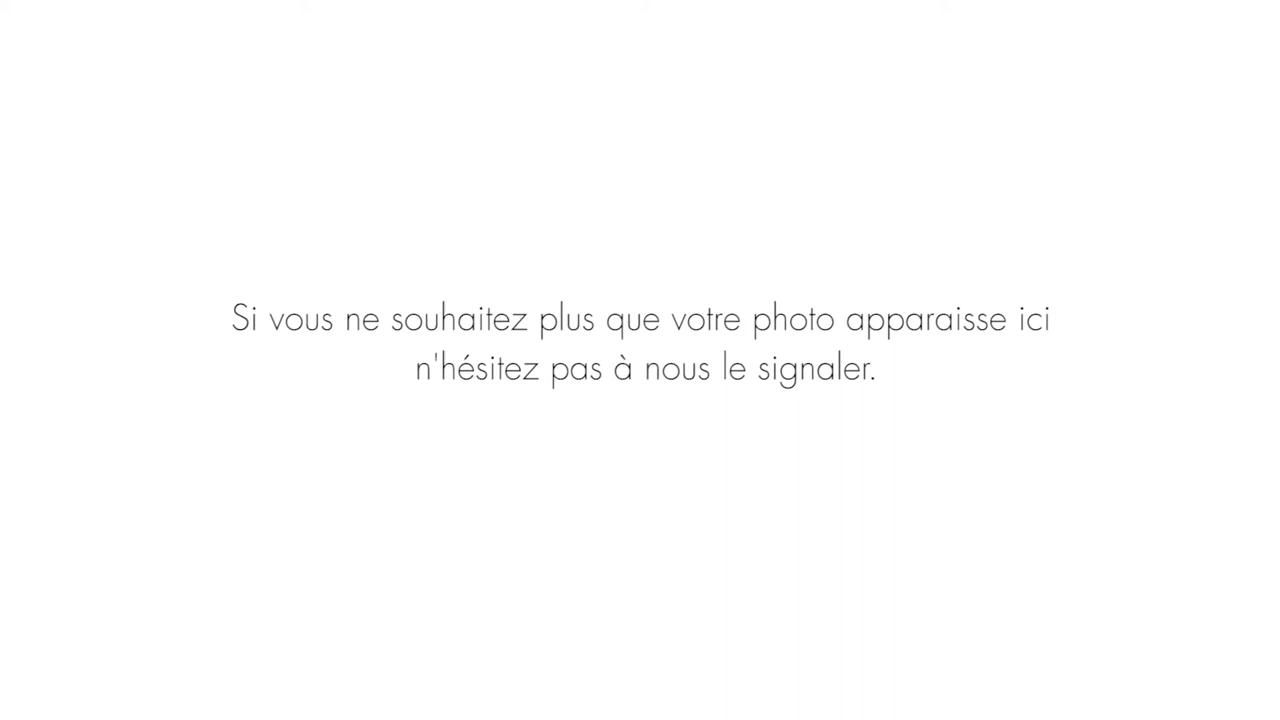 Si vous ne souhaitez plus que votre photo apparaisse ici
n'hésitez pas à nous le signaler.